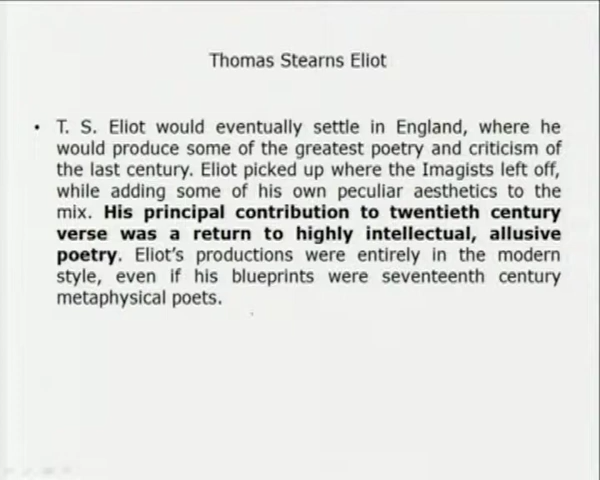 Thomas Stearns Eliot
• T. S. Eliot would eventually settle in England, where he
would produce some of the greatest poetry and criticism of
the last century. Eliot picked up where the Imagists left off,
while adding some of his own peculiar aesthetics to the
mix. His principal contribution to twentieth century
verse was a return to highly intellectual, allusive
poetry. Eliot's productions were entirely in the modern
style, even if his blueprints were seventeenth century
metaphysical poets.